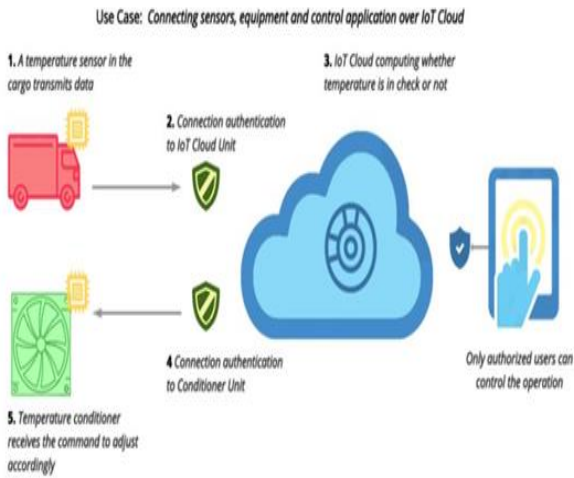 Use Case: Connecting sensors, equipment and control application over IoT Cloud
1. A temperature sensor in the
cargo transmits data
2. Connection authentication
to IoT Cloud Unit
3. IoT Cloud computing whether
temperature is in check or not
4 Connection authentication
to Conditioner Unit
5. Temperature conditioner
receives the command to adjust
accordingly
Only authorized users can
control the operation